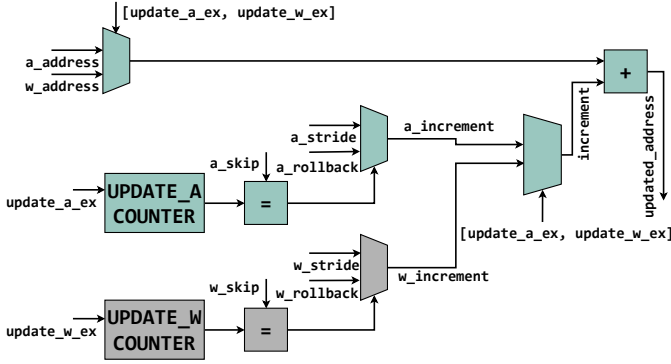 [update_a_ex, update_w_ex]
a_address
w_address
+
increment
updated_address
a_stride
a_increment
a_skip
a_rollback
update_a_ex
UPDATE_A
COUNTER
=
[update_a_ex, update_w_ex]
w_stride
w_increment
w_skip
w_rollback
update_w_ex
UPDATE_W
COUNTER
=